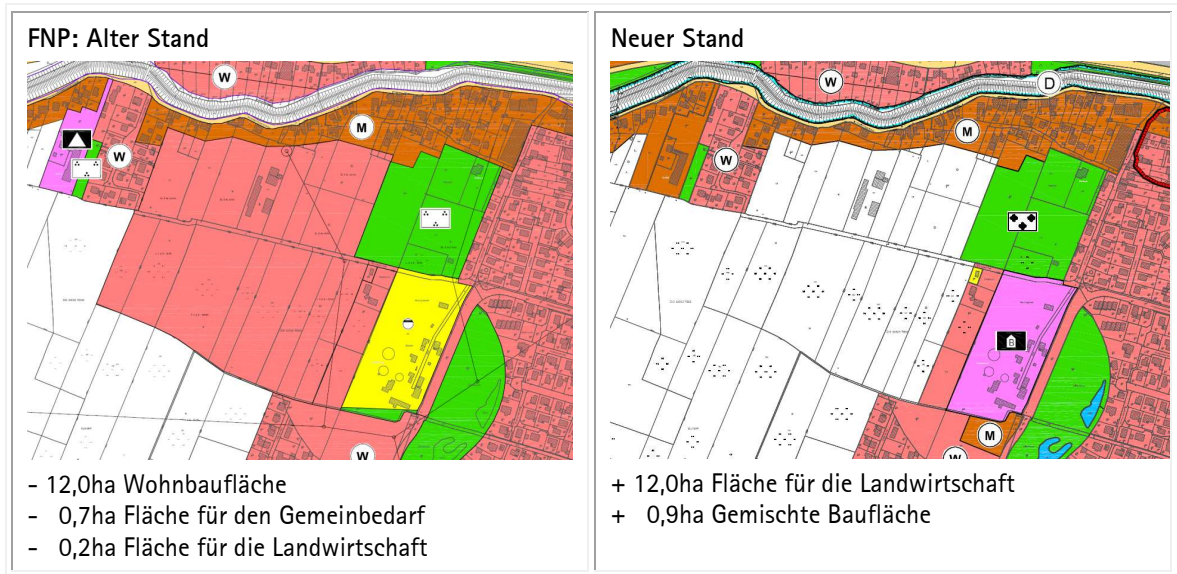 FNP: Alter Stand
W
M
W
W
- 12,0ha Wohnbaufläche
- 0,7ha Fläche für den Gemeinbedarf
- 0,2ha Fläche für die Landwirtschaft
Neuer Stand
W
D
M
W
B
M
W
+ 12,0ha Fläche für die Landwirtschaft
+ 0,9ha Gemischte Baufläche